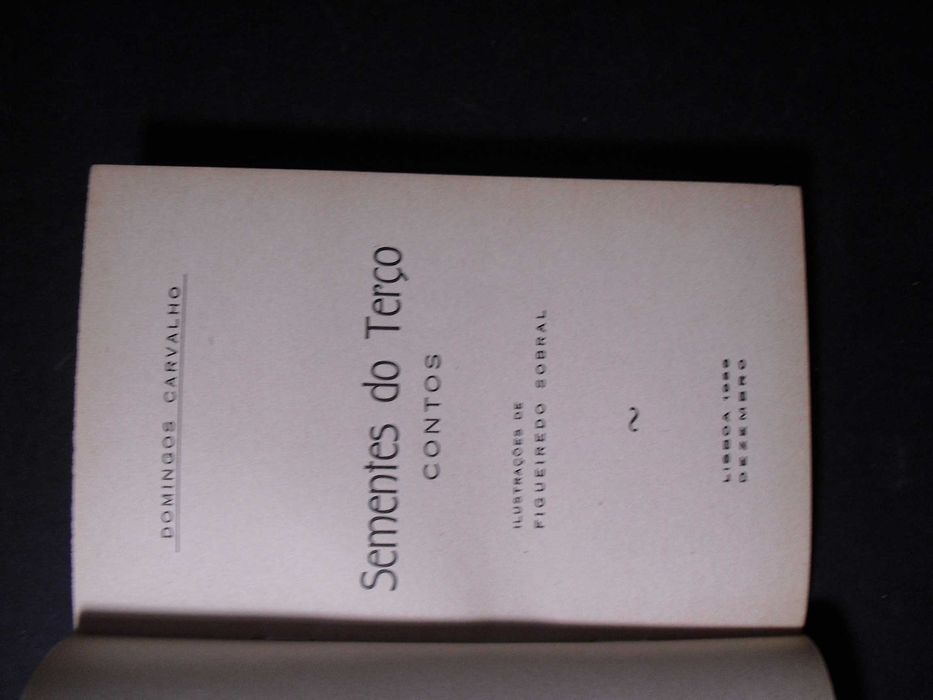 DOMINGOS CARVALHO
Sementes do Terço
CONTOS
ILUSTRAÇÕES DE
FIGUEIREDO SOBRAL
LISBOA
DEZEMBRO